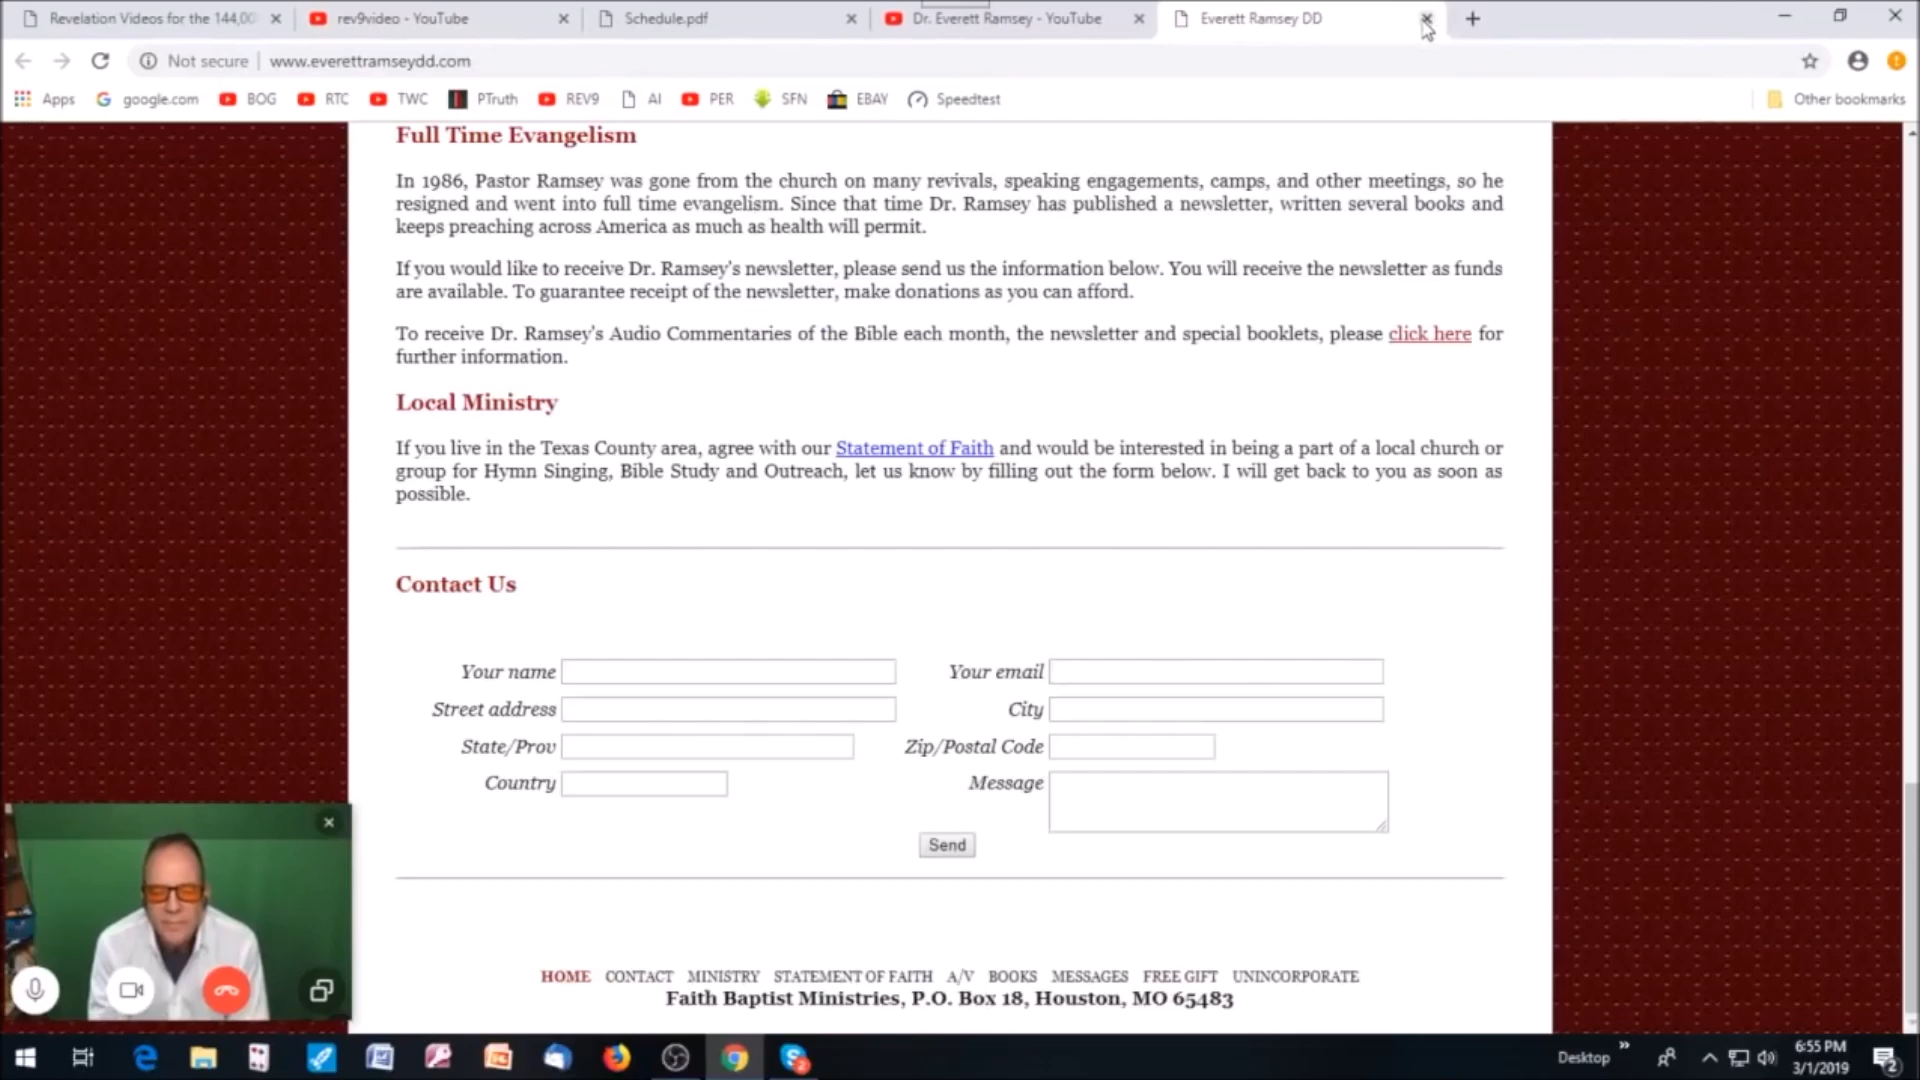 Revelation Videos for the 144,00
rev9video - YouTube
Schedule.pdf
Dr. Everett Ramsey - YouTube
Everett Ramsey DD
Not secure | www.everettramseydd.com
Apps google.com BOG RTC TWC PTruth REV9 AI PER SFN EBAY Speedtest Other bookmarks
Full Time Evangelism
In 1986, Pastor Ramsey was gone from the church on many revivals, speaking engagements, camps, and other meetings, so he
resigned and went into full time evangelism. Since that time Dr. Ramsey has published a newsletter, written several books and
keeps preaching across America as much as health will permit.
If you would like to receive Dr. Ramsey's newsletter, please send us the information below. You will receive the newsletter as funds
are available. To guarantee receipt of the newsletter, make donations as you can afford.
To receive Dr. Ramsey's Audio Commentaries of the Bible each month, the newsletter and special booklets, please click here for
further information.
Local Ministry
If you live in the Texas County area, agree with our Statement of Faith and would be interested in being a part of a local church or
group for Hymn Singing, Bible Study and Outreach, let us know by filling out the form below. I will get back to you as soon as
possible.
Contact Us
Your name Your email
Street address City
State/Prov Zip/Postal Code
Country Message
Send
HOME CONTACT MINISTRY STATEMENT OF FAITH A/V BOOKS MESSAGES FREE GIFT UNINCORPORATE
Faith Baptist Ministries, P.O. Box 18, Houston, MO 65483
Desktop
6:55 PM
3/1/2019
2
2